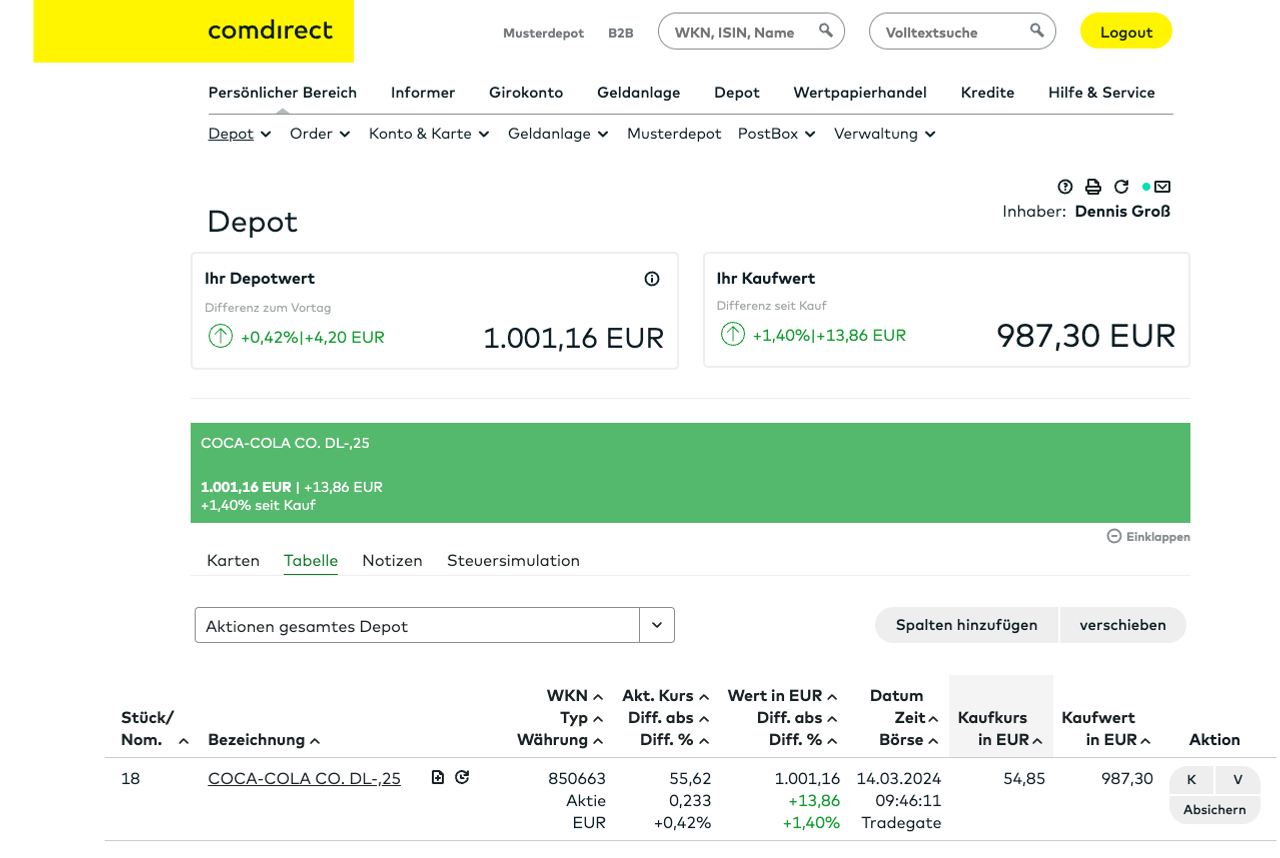 comdırect
Musterdepot B2B WKN, ISIN, Name Volltextsuche Logout
Persönlicher Bereich Informer Girokonto Geldanlage Depot Wertpapierhandel Kredite Hilfe & Service
Depot Order Konto & Karte Geldanlage Musterdepot PostBox Verwaltung
Inhaber: Dennis Groß
Depot
Ihr Depotwert
Differenz zum Vortag
+0,42%|+4,20 EUR 1.001,16 EUR
Ihr Kaufwert
Differenz seit Kauf
+1,40%|+13,86 EUR 987,30 EUR
COCA-COLA CO. DL-,25
1.001,16 EUR | +13,86 EUR
+1,40% seit Kauf
Einklappen
Karten Tabelle Notizen Steuersimulation
Aktionen gesamtes Depot Spalten hinzufügen verschieben
WKN Akt. Kurs Wert in EUR Datum
Stück/ Typ Diff. abs Diff. abs Zeit Kaufkurs Kaufwert
Nom. Bezeichnung Währung Diff. % Diff. % Börse in EUR in EUR Aktion
18 COCA-COLA CO. DL-,25 850663 55,62 1.001,16 14.03.2024 54,85 987,30 K V
Aktie 0,233 +13,86 09:46:11
EUR +0,42% +1,40% Tradegate Absichern